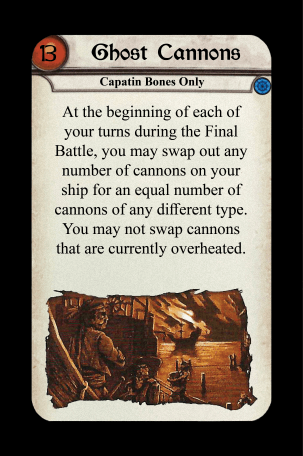 13
Ghost Cannons
Capatin Bones Only
At the beginning of each of
your turns during the Final
Battle, you may swap out any
number of cannons on your
ship for an equal number of
cannons of any different type.
You may not swap cannons
that are currently overheated.